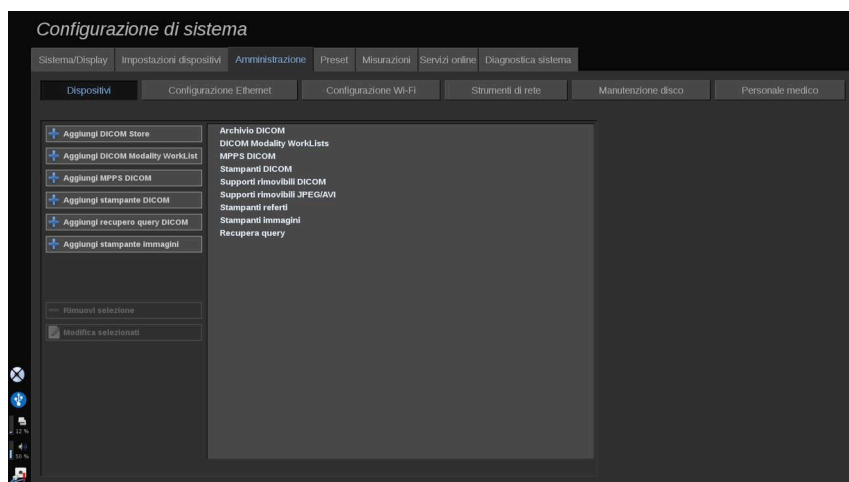 Configurazione di sistema
Sistema/Display Impostazioni dispositivi Amministrazione Preset Misurazioni Servizi online Diagnostica sistema
Dispositivi Configurazione Ethernet Configurazione Wi-Fi Strumenti di rete Manutenzione disco Personale medico
Aggiungi DICOM Store
Aggiungi DICOM Modality WorkList
Aggiungi MPPS DICOM
Aggiungi stampante DICOM
Aggiungi recupero query DICOM
Aggiungi stampante immagini
Rimuovi selezione
Modifica selezionati
Archivio DICOM
DICOM Modality WorkLists
MPPS DICOM
Stampanti DICOM
Supporti rimovibili DICOM
Supporti rimovibili JPEG/AVI
Stampanti referti
Stampanti immagini
Recupera query
12 %
50 %